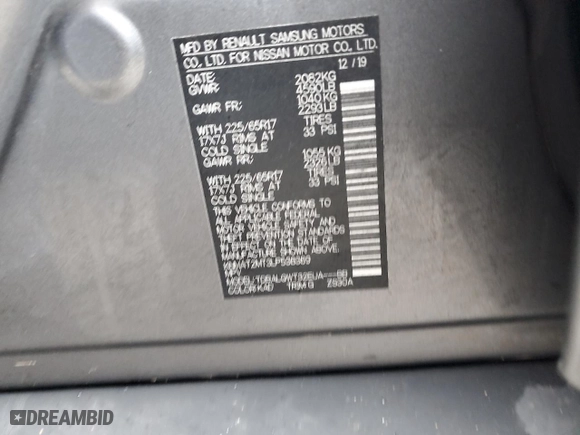 MFD BY RENAULT SAMSUNG MOTORS
CO., LTD. FOR NISSAN MOTOR CO., LTD.
DATE: 12/19
GVWR: 2082KG
4590LB
GAWR FR: 1040KG
2293LB
WITH 225/65R17 TIRES
17X7J RIMS AT 33 PSI
COLD SINGLE
GAWR RR: 1055 KG
2326LB
WITH 225/65R17 TIRES
17X7J RIMS AT 33 PSI
COLD SINGLE
THIS VEHICLE CONFORMS TO
ALL APPLICABLE FEDERAL
MOTOR VEHICLE SAFETY AND
THEFT PREVENTION STANDARDS
IN EFFECT ON THE DATE OF
MANUFACTURE SHOWN ABOVE.
MPV
COLOR:KAD TRIM:G
DREAMBID